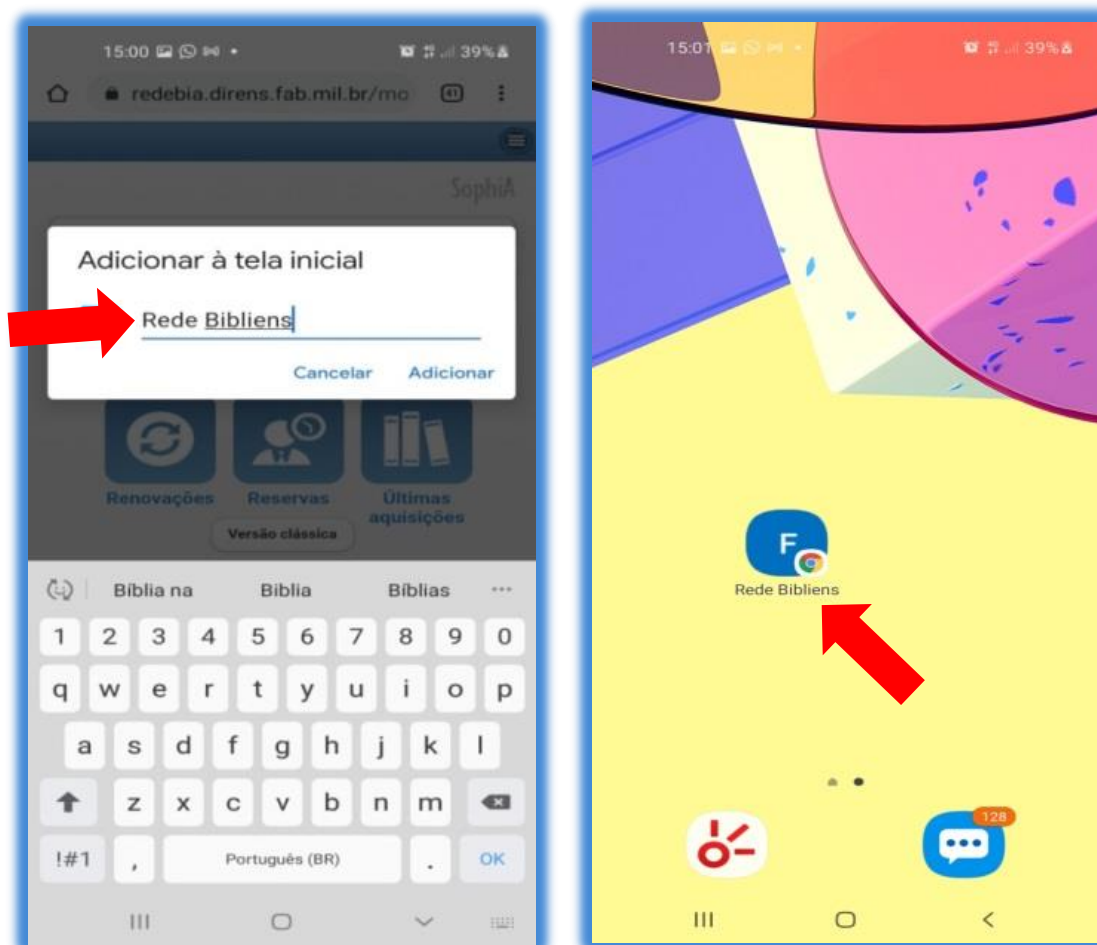 15:00
39%
redebia.direns.fab.mil.br/mo
41
SophiA
Adicionar à tela inicial
Rede Bibliens
Cancelar Adicionar
Renovações Reservas Últimas aquisições
Versão clássica
Bíblia na Biblia Bíblias
1 2 3 4 5 6 7 8 9 0
q w e r t y u i o p
a s d f g h j k l
z x c v b n m
!#1 , Português (BR) . OK
15:01
39%
F
Rede Bibliens
128